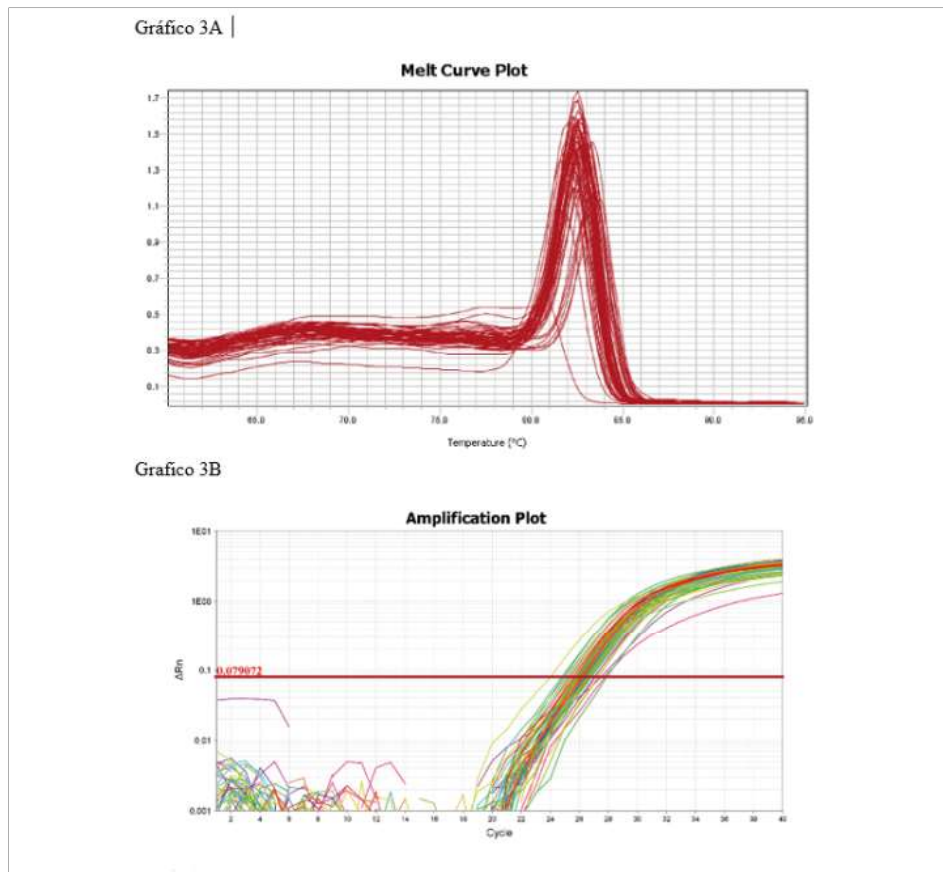 Gráfico 3A
Melt Curve Plot
1.7
1.5
1.3
1.1
0.9
0.7
0.5
0.3
0.1
65.0 70.0 75.0 80.0 85.0 90.0 95.0
Temperature (°C)
Grafico 3B
Amplification Plot
1E01
1E00
0.1
0.079072
0.01
0.001
ΔRn
2 4 6 8 10 12 14 16 18 20 22 24 26 28 30 32 34 36 38 40
Cycle